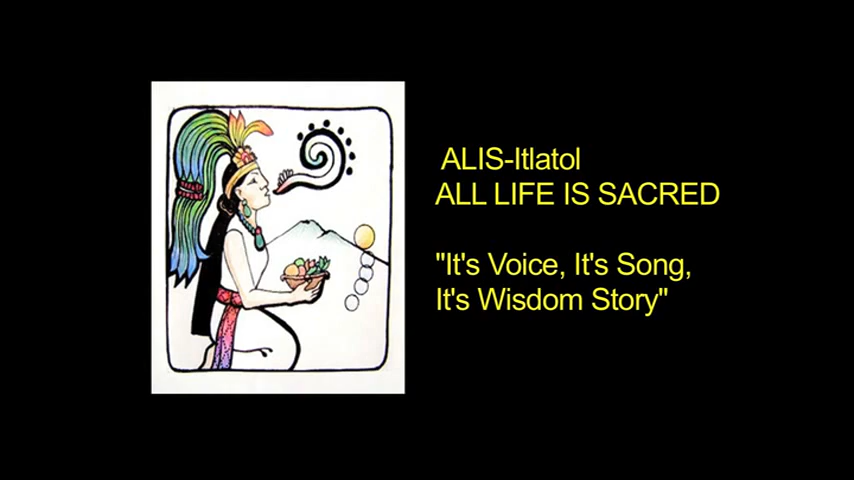 ALIS-Itlatol
ALL LIFE IS SACRED
"It's Voice, It's Song,
It's Wisdom Story"